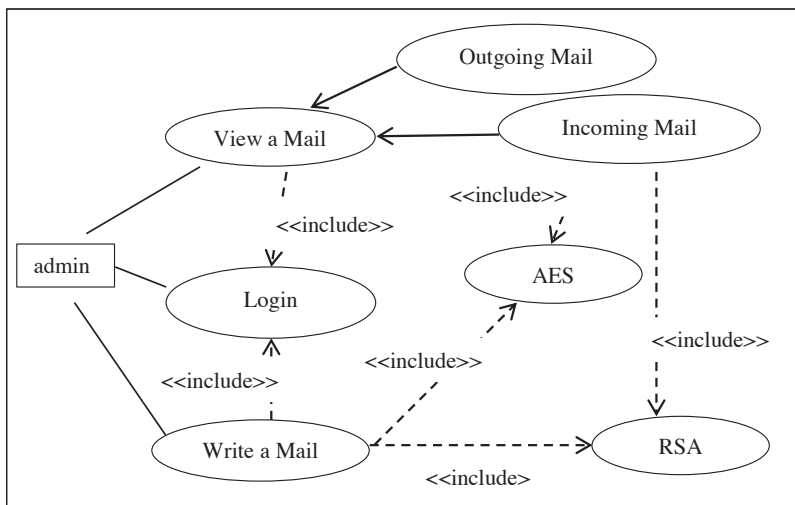 Outgoing Mail
View a Mail
Incoming Mail
<<include>>
<<include>>
admin
Login
AES
<<include>>
<<include>>
<<include>>
Write a Mail
RSA
<<include>